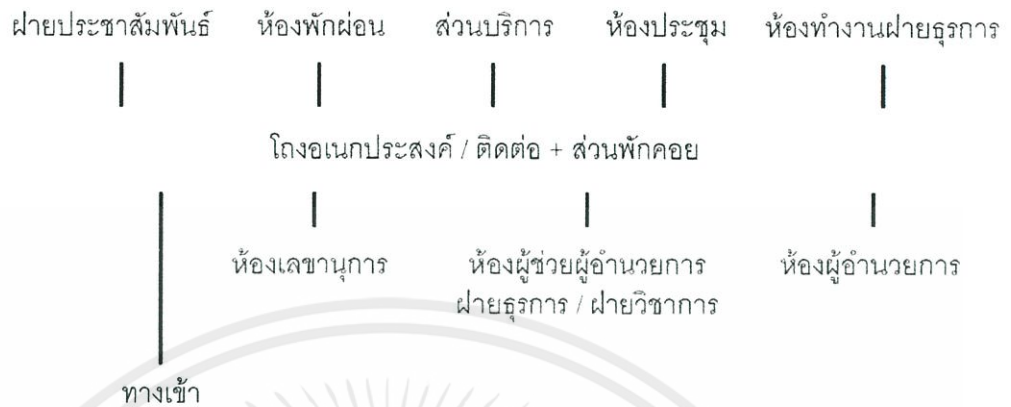 ฝ่ายประชาสัมพันธ์ ห้องพักผ่อน ส่วนบริการ ห้องประชุม ห้องทำงานฝ่ายธุรการ
โถงอเนกประสงค์ / ติดต่อ + ส่วนพักคอย
ห้องเลขานุการ ห้องผู้ช่วยผู้อำนวยการ ห้องผู้อำนวยการ
ฝ่ายธุรการ / ฝ่ายวิชาการ
ทางเข้า